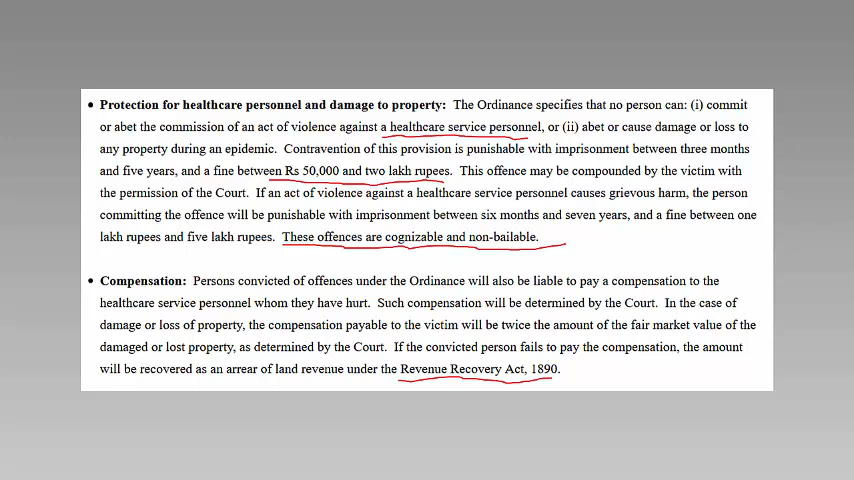 • Protection for healthcare personnel and damage to property: The Ordinance specifies that no person can: (i) commit
or abet the commission of an act of violence against a healthcare service personnel, or (ii) abet or cause damage or loss to
any property during an epidemic. Contravention of this provision is punishable with imprisonment between three months
and five years, and a fine between Rs 50,000 and two lakh rupees. This offence may be compounded by the victim with
the permission of the Court. If an act of violence against a healthcare service personnel causes grievous harm, the person
committing the offence will be punishable with imprisonment between six months and seven years, and a fine between one
lakh rupees and five lakh rupees. These offences are cognizable and non-bailable.
• Compensation: Persons convicted of offences under the Ordinance will also be liable to pay a compensation to the
healthcare service personnel whom they have hurt. Such compensation will be determined by the Court. In the case of
damage or loss of property, the compensation payable to the victim will be twice the amount of the fair market value of the
damaged or lost property, as determined by the Court. If the convicted person fails to pay the compensation, the amount
will be recovered as an arrear of land revenue under the Revenue Recovery Act, 1890.